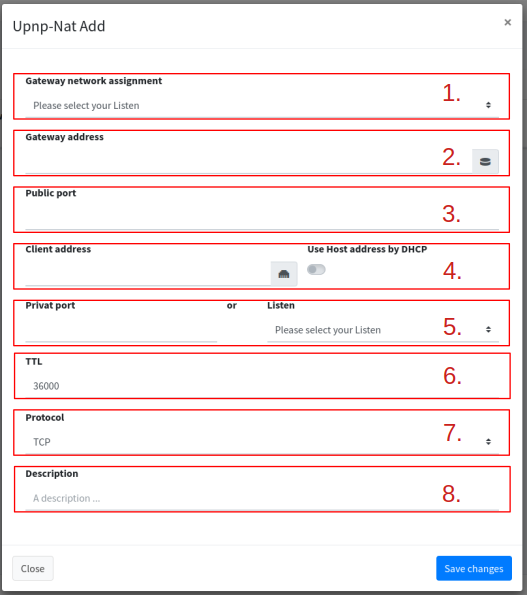 Upnp-Nat Add ×
Gateway network assignment
Please select your Listen
1.
Gateway address
2.
Public port
3.
Client address Use Host address by DHCP
4.
Privat port or Listen
Please select your Listen
5.
TTL
36000
6.
Protocol
TCP
7.
Description
A description ...
8.
Close Save changes